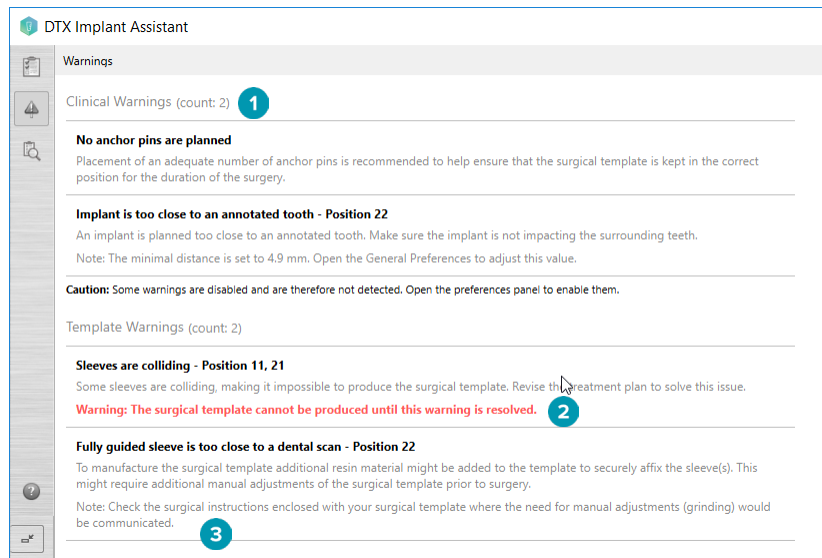 DTX Implant Assistant
Warnings
Clinical Warnings (count: 2) 1
No anchor pins are planned
Placement of an adequate number of anchor pins is recommended to help ensure that the surgical template is kept in the correct
position for the duration of the surgery.
Implant is too close to an annotated tooth - Position 22
An implant is planned too close to an annotated tooth. Make sure the implant is not impacting the surrounding teeth.
Note: The minimal distance is set to 4.9 mm. Open the General Preferences to adjust this value.
Caution: Some warnings are disabled and are therefore not detected. Open the preferences panel to enable them.
Template Warnings (count: 2)
Sleeves are colliding - Position 11, 21
Some sleeves are colliding, making it impossible to produce the surgical template. Revise the treatment plan to solve this issue.
Warning: The surgical template cannot be produced until this warning is resolved. 2
Fully guided sleeve is too close to a dental scan - Position 22
To manufacture the surgical template additional resin material might be added to the template to securely affix the sleeve(s). This
might require additional manual adjustments of the surgical template prior to surgery.
Note: Check the surgical instructions enclosed with your surgical template where the need for manual adjustments (grinding) would
be communicated.
3
?